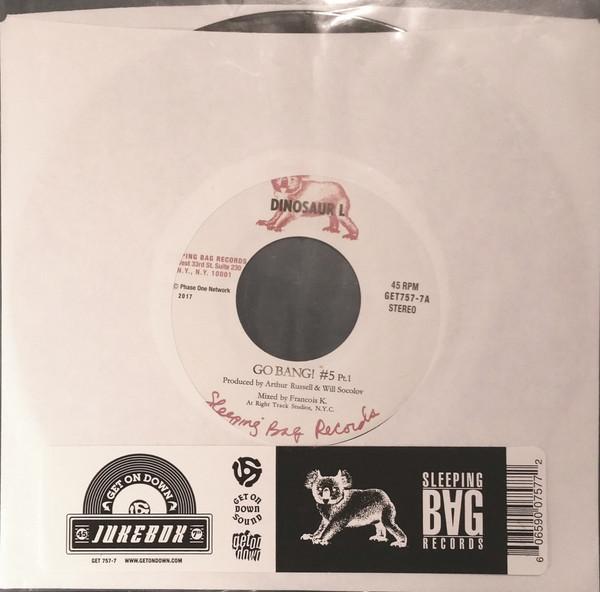 DINOSAUR L
PING BAG RECORDS
West 33rd St. Suite 230
N.Y., N.Y. 10001
℗ Phase One Network
2017
45 RPM
GET757-7A
STEREO
GO BANG! #5 Pt.1
Produced by Arthur Russell & Will Socolov
Mixed by Francois K.
At Right Track Studios, N.Y.C.
Sleeping Bag Records
GET ON DOWN
45
JUKEBOX
7"
GET 757-7 WWW.GETONDOWN.COM
GET ON
DOWN
SOUND
get on
down
SLEEPING
BAG
RECORDS
6 06590 07577 2